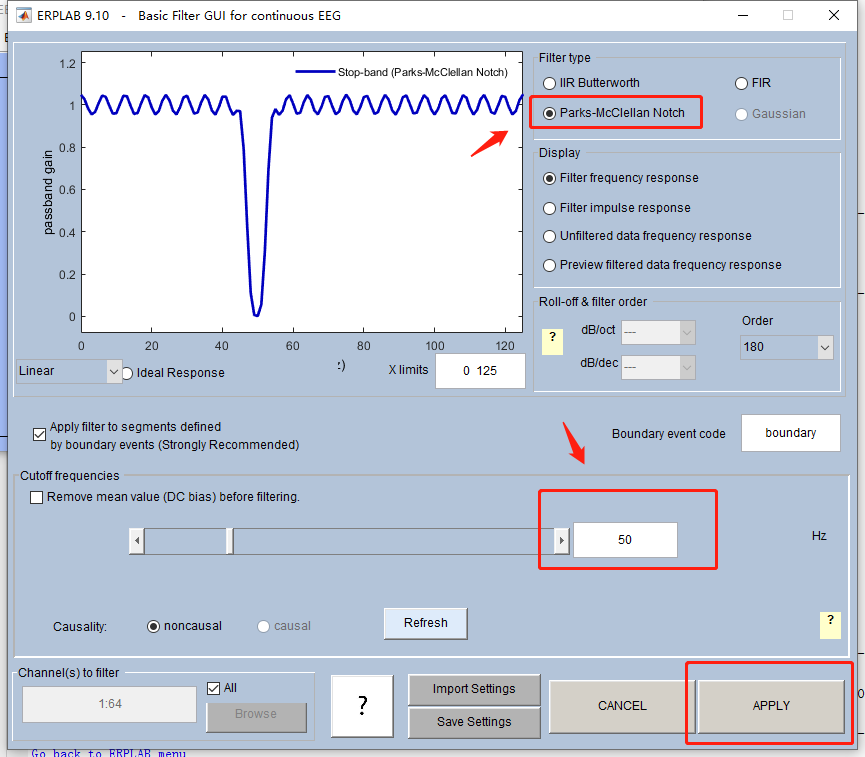 ERPLAB 9.10 - Basic Filter GUI for continuous EEG
1.2
1
0.8
0.6
0.4
0.2
0
passband gain
Stop-band (Parks-McClellan Notch)
0 20 40 60 80 100 120
z)
Linear
Ideal Response
X limits
0 125
Filter type
IIR Butterworth
FIR
Parks-McClellan Notch
Gaussian
Display
Filter frequency response
Filter impulse response
Unfiltered data frequency response
Preview filtered data frequency response
Roll-off & filter order
?
dB/oct
---
dB/dec
---
Order
180
Apply filter to segments defined
by boundary events (Strongly Recommended)
Boundary event code
boundary
Cutoff frequencies
Remove mean value (DC bias) before filtering.
50
Hz
Causality:
noncausal
causal
Refresh
?
Channel(s) to filter
1:64
All
Browse
?
Import Settings
Save Settings
CANCEL
APPLY
Go back to ERPLAB menu